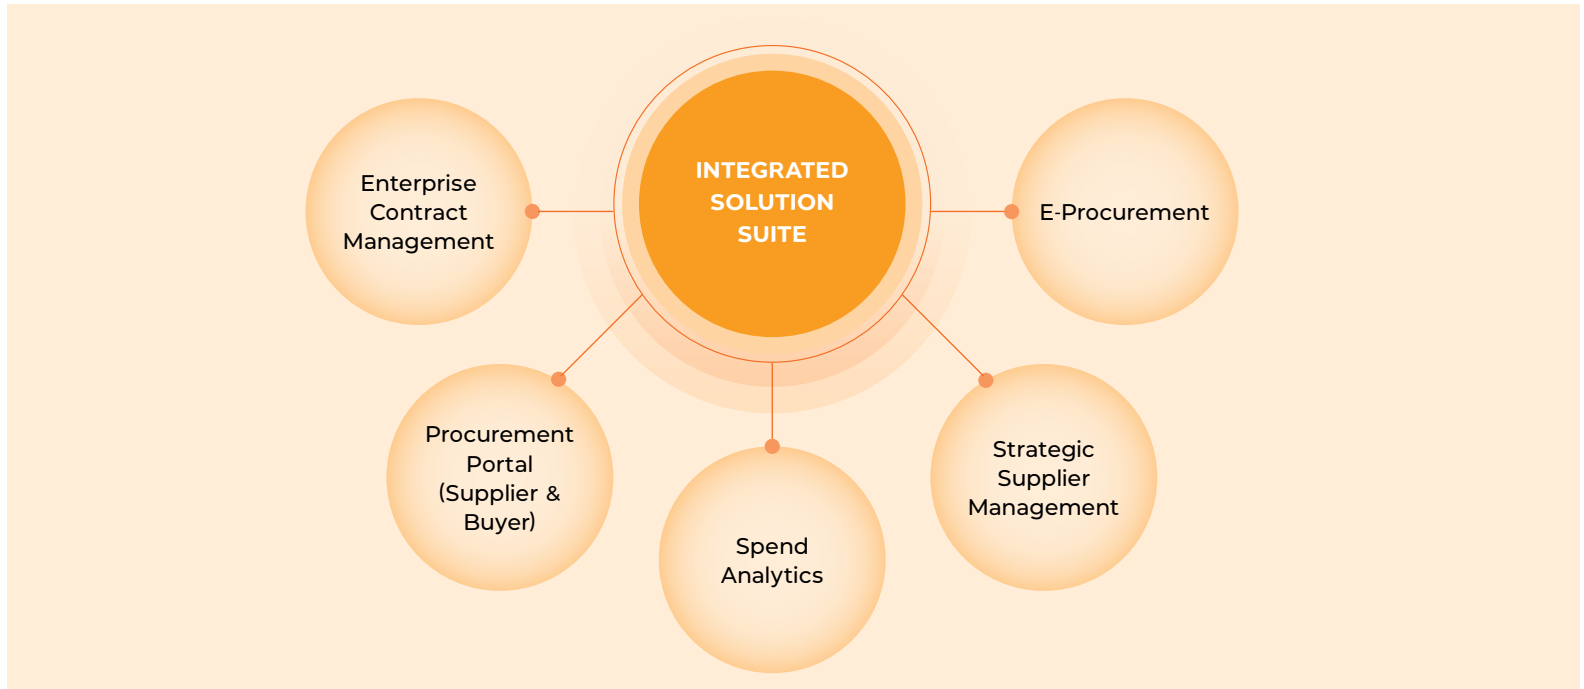 INTEGRATED
SOLUTION
SUITE
Enterprise
Contract
Management
E-Procurement
Procurement
Portal
(Supplier &
Buyer)
Strategic
Supplier
Management
Spend
Analytics